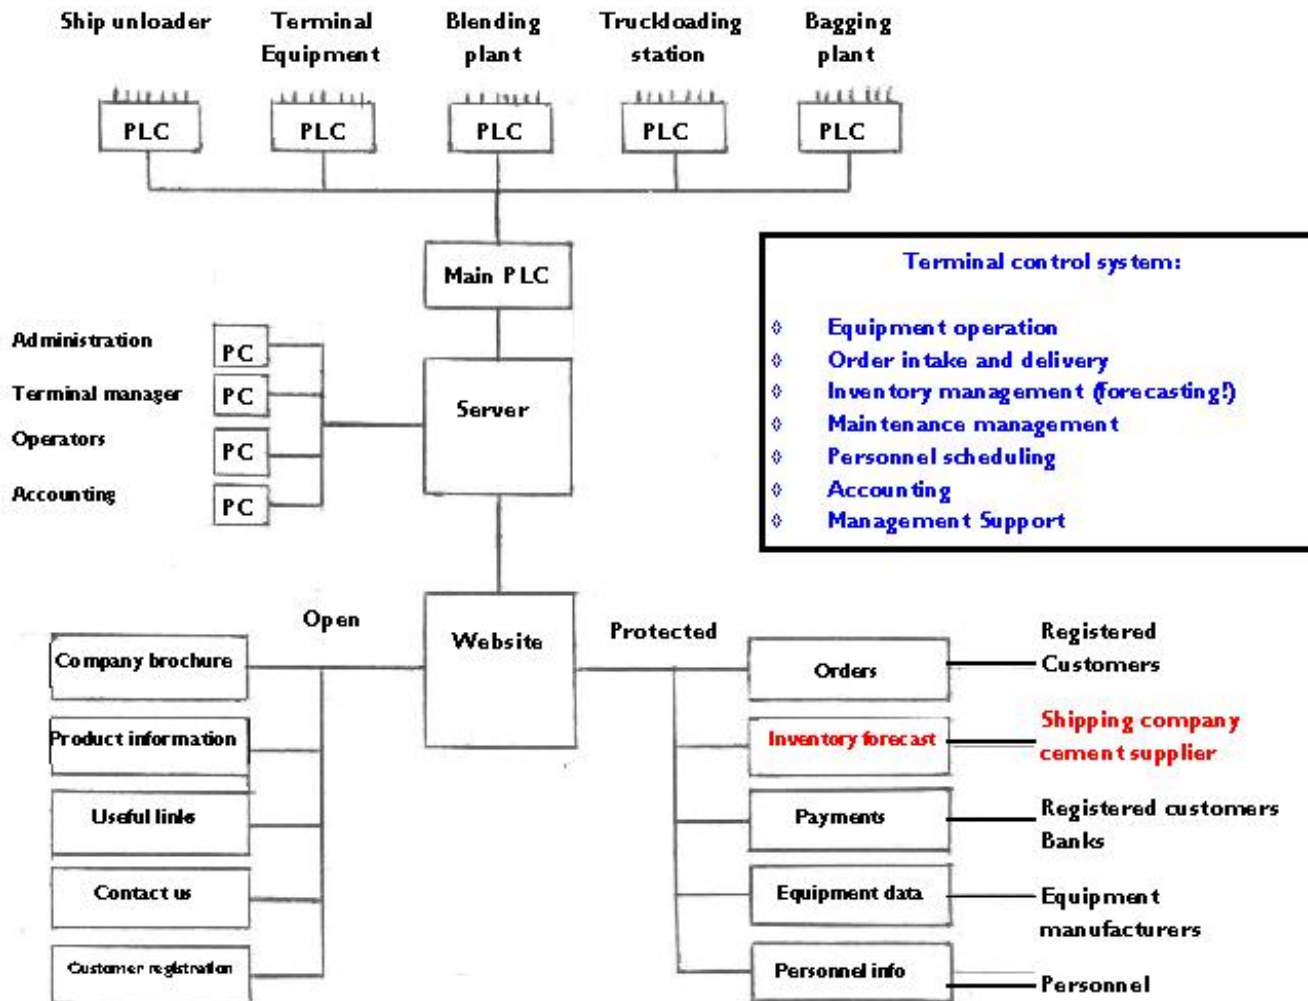 Ship unloader
Terminal
Equipment
Blending
plant
Truckloading
station
Bagging
plant
PLC
PLC
PLC
PLC
PLC
Main PLC
Terminal control system:
◊ Equipment operation
◊ Order intake and delivery
◊ Inventory management (forecasting!)
◊ Maintenance management
◊ Personnel scheduling
◊ Accounting
◊ Management Support
Administration
PC
Terminal manager
PC
Operators
PC
Accounting
PC
Server
Open
Website
Protected
Company brochure
Product information
Useful links
Contact us
Customer registration
Orders
Registered
Customers
Inventory forecast
Shipping company
cement supplier
Payments
Registered customers
Banks
Equipment data
Equipment
manufacturers
Personnel info
Personnel